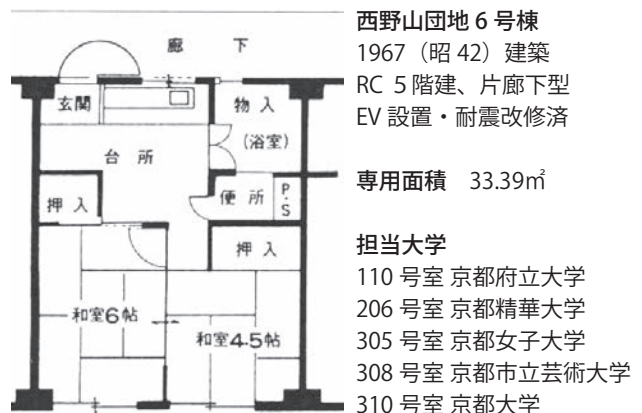 廊下
玄関
物入
(浴室)
台所
便所
P.S
押入
押入
和室6帖
和室4.5帖
西野山団地 6 号棟
1967（昭 42）建築
RC 5 階建、片廊下型
EV 設置・耐震改修済
専用面積 33.39㎡
担当大学
110 号室 京都府立大学
206 号室 京都精華大学
305 号室 京都女子大学
308 号室 京都市立芸術大学
310 号室 京都大学